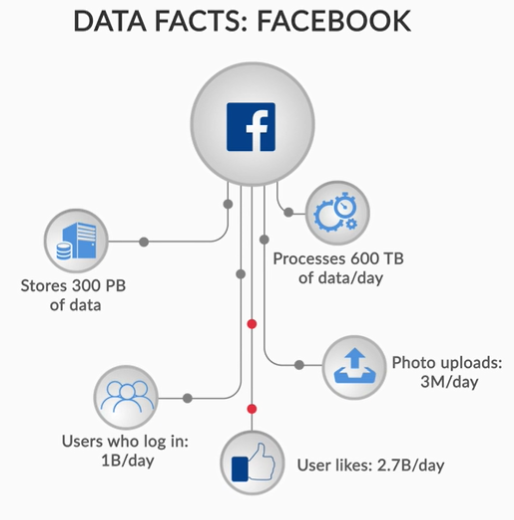 DATA FACTS: FACEBOOK
f
Stores 300 PB
of data
Processes 600 TB
of data/day
Photo uploads:
3M/day
Users who log in:
1B/day
User likes: 2.7B/day